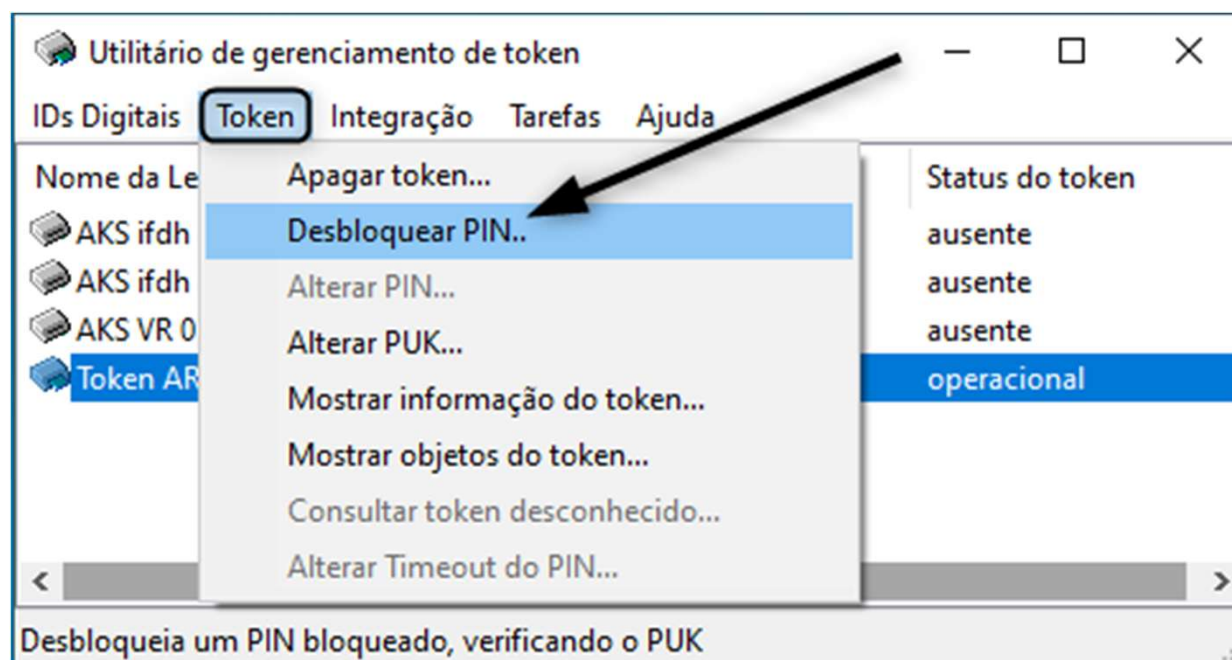 Utilitário de gerenciamento de token
IDs Digitais Token Integração Tarefas Ajuda
Nome da Le Status do token
Apagar token...
AKS ifdh ausente
Desbloquear PIN..
AKS ifdh ausente
Alterar PIN...
AKS VR 0 ausente
Alterar PUK...
Token AR operacional
Mostrar informação do token...
Mostrar objetos do token...
Consultar token desconhecido...
Alterar Timeout do PIN...
Desbloqueia um PIN bloqueado, verificando o PUK